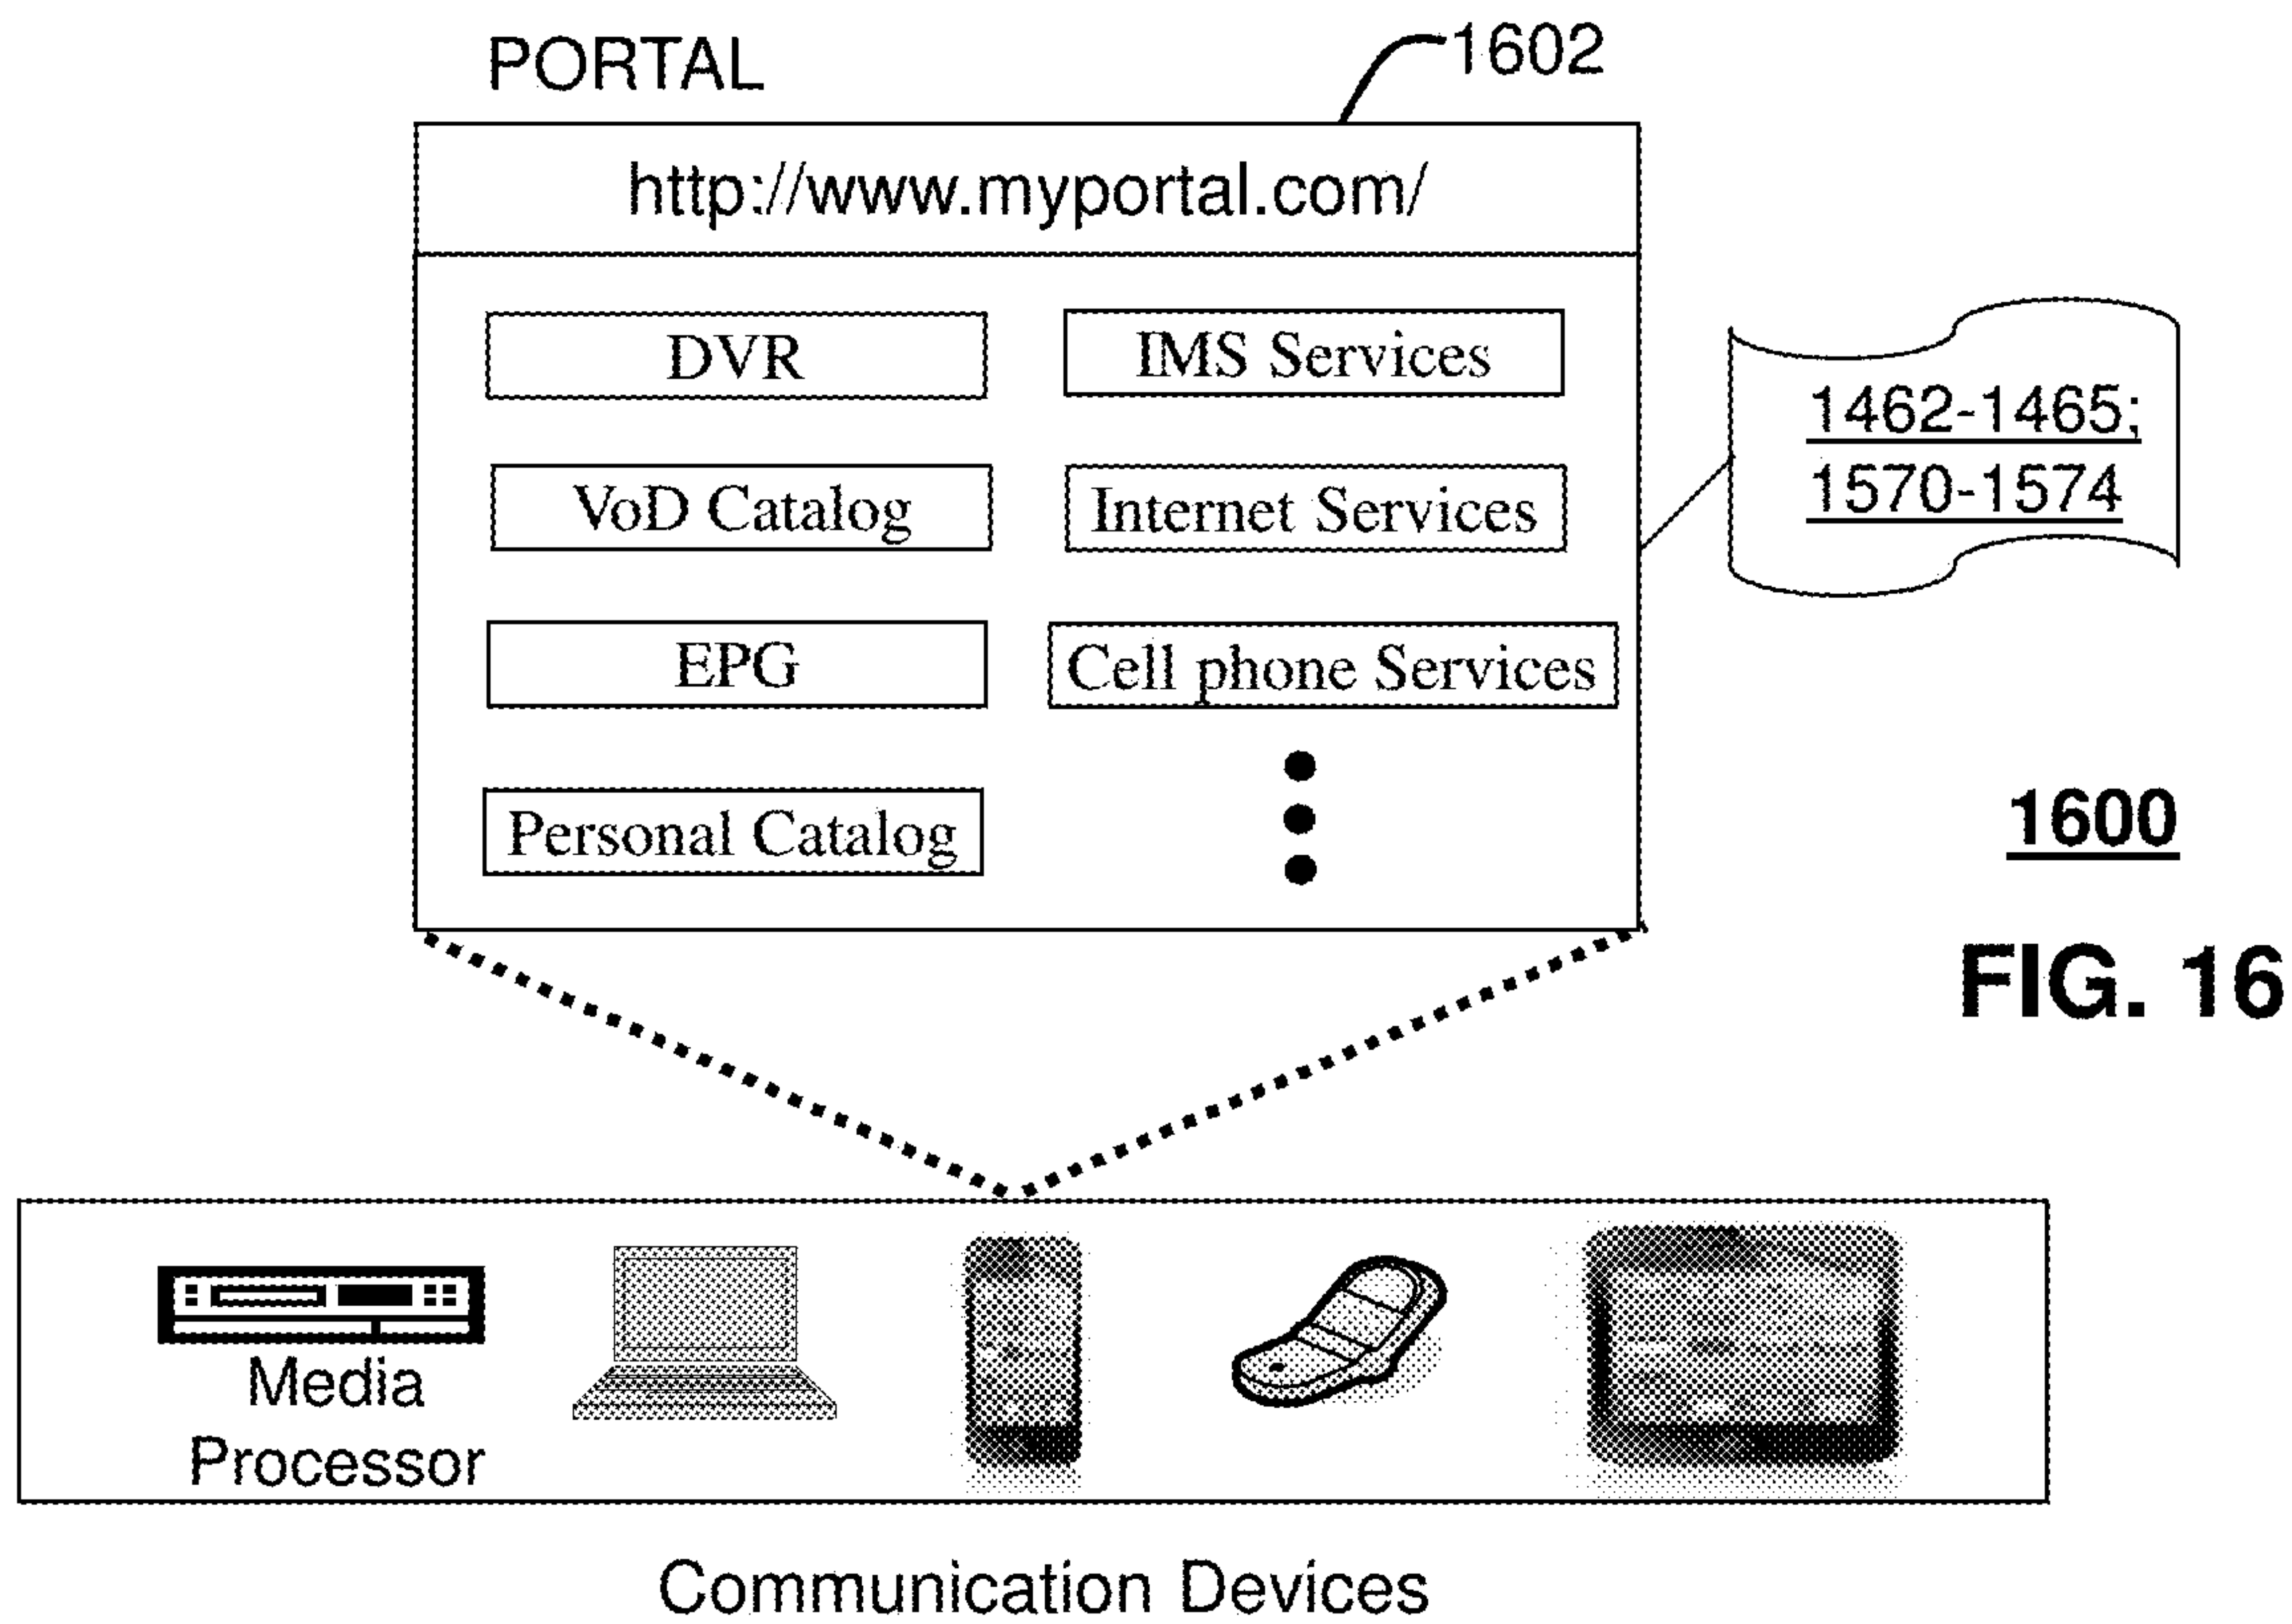 PORTAL
1602
http://www.myportal.com/
DVR
IMS Services
VoD Catalog
Internet Services
EPG
Cell phone Services
Personal Catalog
1462-1465;
1570-1574
1600
FIG. 16
Media
Processor
Communication Devices